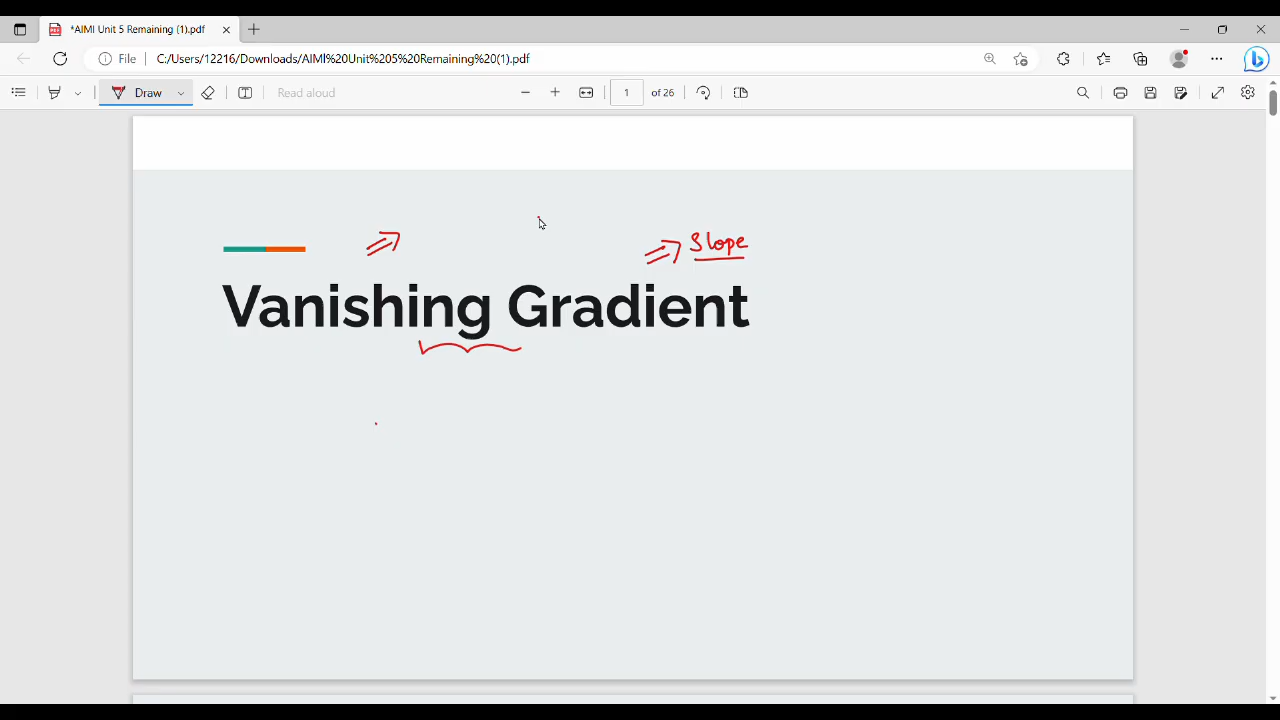 *AIMI Unit 5 Remaining (1).pdf
File C:/Users/12216/Downloads/AIMI%20Unit%205%20Remaining%20(1).pdf
Draw Read aloud 1 of 26
Slope
Vanishing Gradient